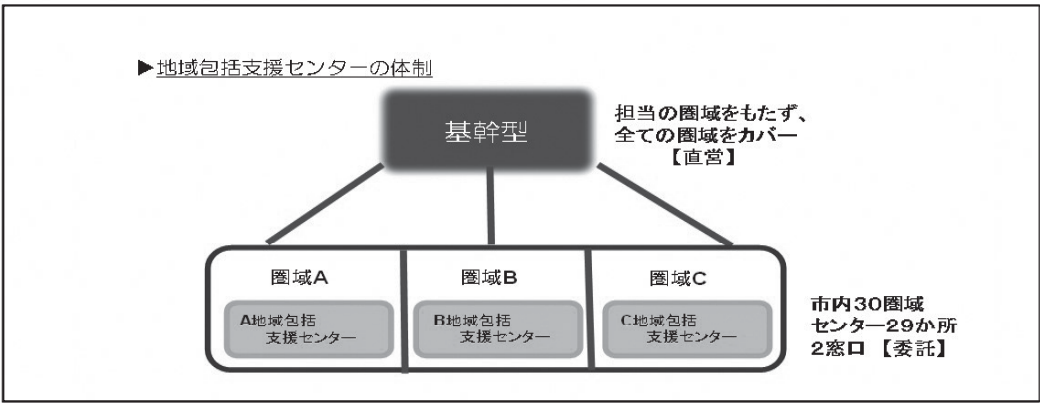 ▶地域包括支援センターの体制
基幹型
担当の圏域をもたず、
全ての圏域をカバー
【直営】
圏域A
圏域B
圏域C
A地域包括
支援センター
B地域包括
支援センター
C地域包括
支援センター
市内30圏域
センター29か所
2窓口 【委託】